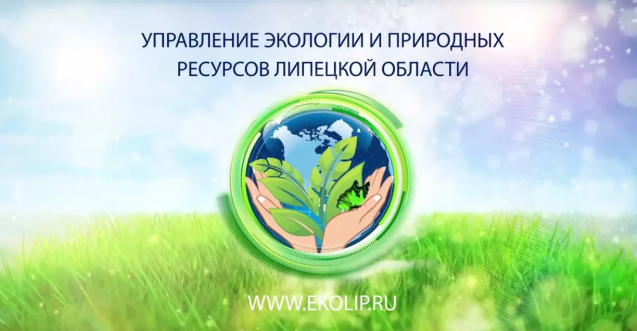 УПРАВЛЕНИЕ ЭКОЛОГИИ И ПРИРОДНЫХ
РЕСУРСОВ ЛИПЕЦКОЙ ОБЛАСТИ
WWW.EKOLIP.RU